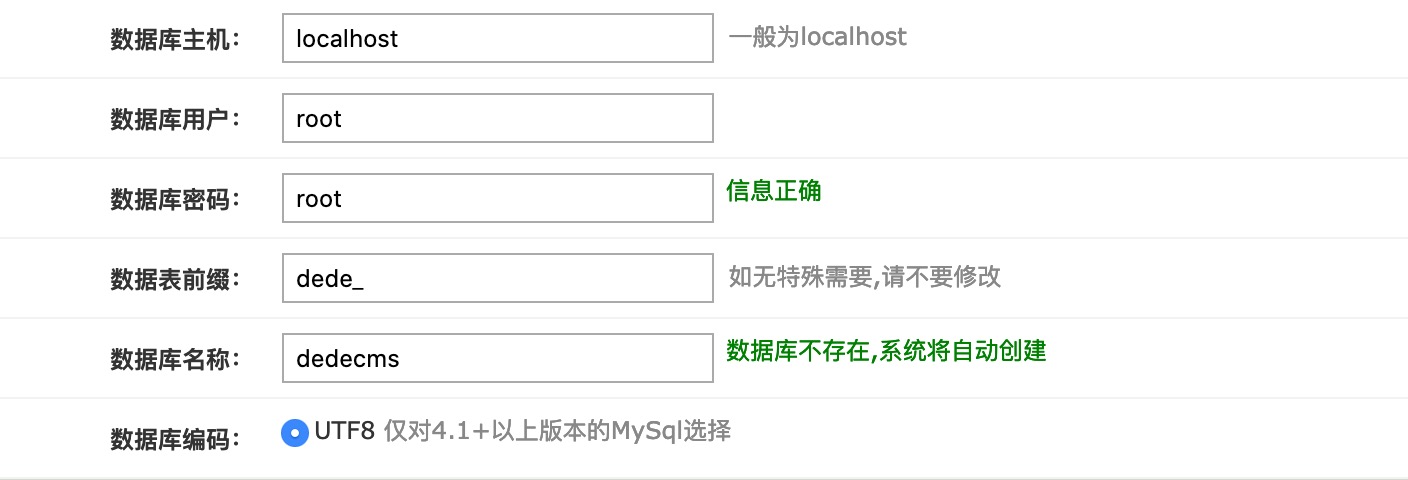 数据库主机： localhost 一般为localhost
数据库用户： root
数据库密码： root 信息正确
数据表前缀： dede_ 如无特殊需要,请不要修改
数据库名称： dedecms 数据库不存在,系统将自动创建
数据库编码： UTF8 仅对4.1+以上版本的MySql选择